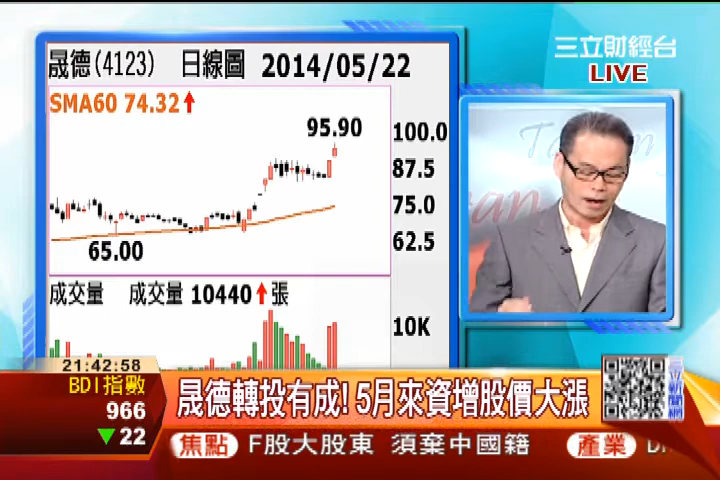 晟德(4123) 日線圖 2014/05/22
三立財經台
LIVE
SMA60 74.32↑
95.90
100.0
87.5
75.0
65.00
62.5
成交量 成交量 10440↑張
10K
21:42:58
BDI指數
966
▼22
晟德轉投有成!5月來資增股價大漲
焦點 F股大股東 須棄中國籍 產業